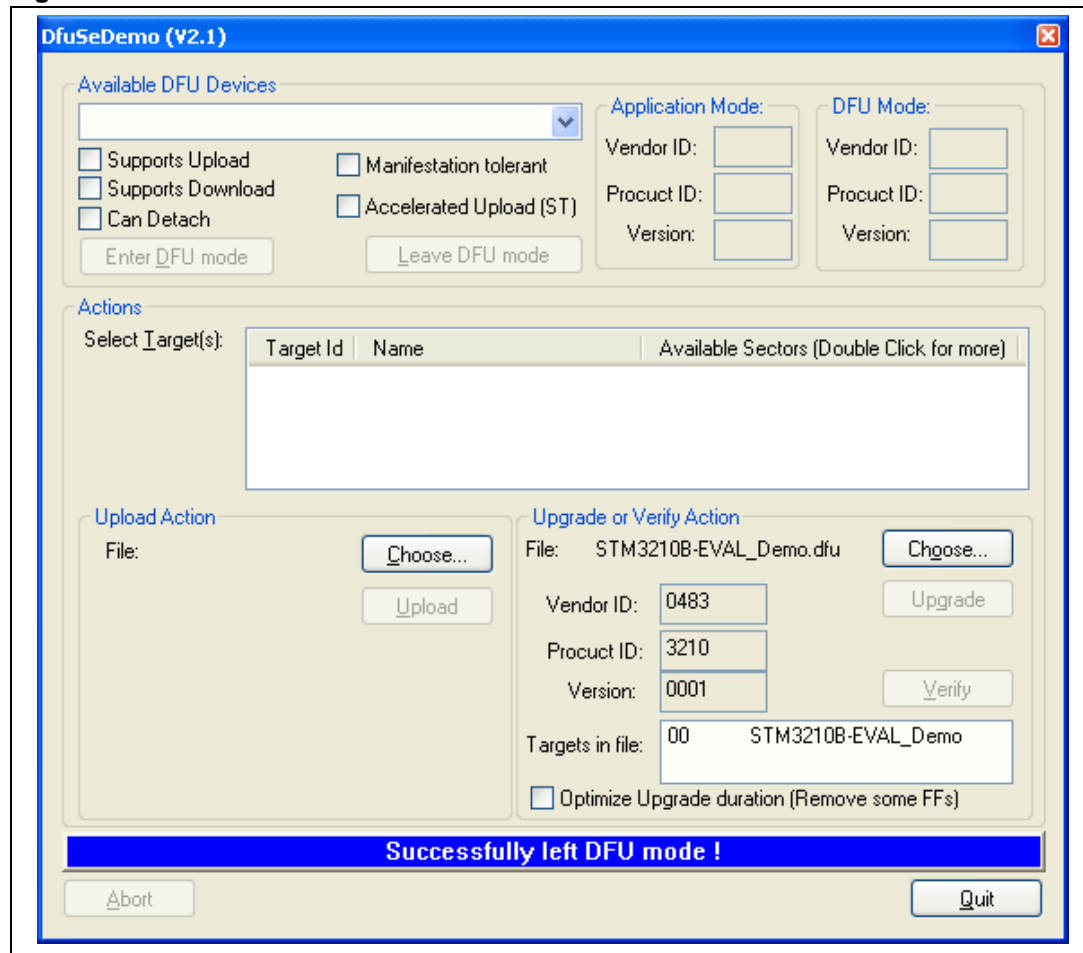 DfuSeDemo (V2.1)
Available DFU Devices
Application Mode:
DFU Mode:
Supports Upload
Manifestation tolerant
Vendor ID:
Vendor ID:
Supports Download
Accelerated Upload (ST)
Procuct ID:
Procuct ID:
Can Detach
Version:
Version:
Enter DFU mode
Leave DFU mode
Actions
Select Target(s):
Target Id
Name
Available Sectors (Double Click for more)
Upload Action
File:
Choose...
Upload
Upgrade or Verify Action
File: STM3210B-EVAL_Demo.dfu
Choose...
Vendor ID: 0483
Upgrade
Procuct ID: 3210
Version: 0001
Verify
Targets in file: 00 STM3210B-EVAL_Demo
Optimize Upgrade duration (Remove some FFs)
Successfully left DFU mode !
Abort
Quit